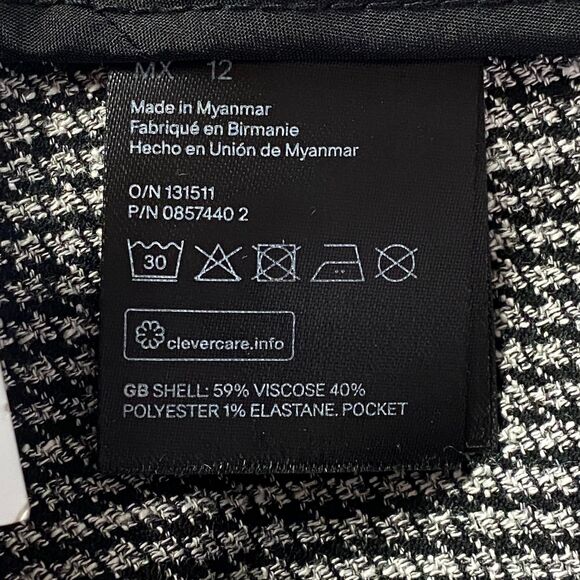 MX 12
Made in Myanmar
Fabriqué en Birmanie
Hecho en Unión de Myanmar
O/N 131511
P/N 0857440 2
30
clevercare.info
GB SHELL: 59% VISCOSE 40%
POLYESTER 1% ELASTANE. POCKET